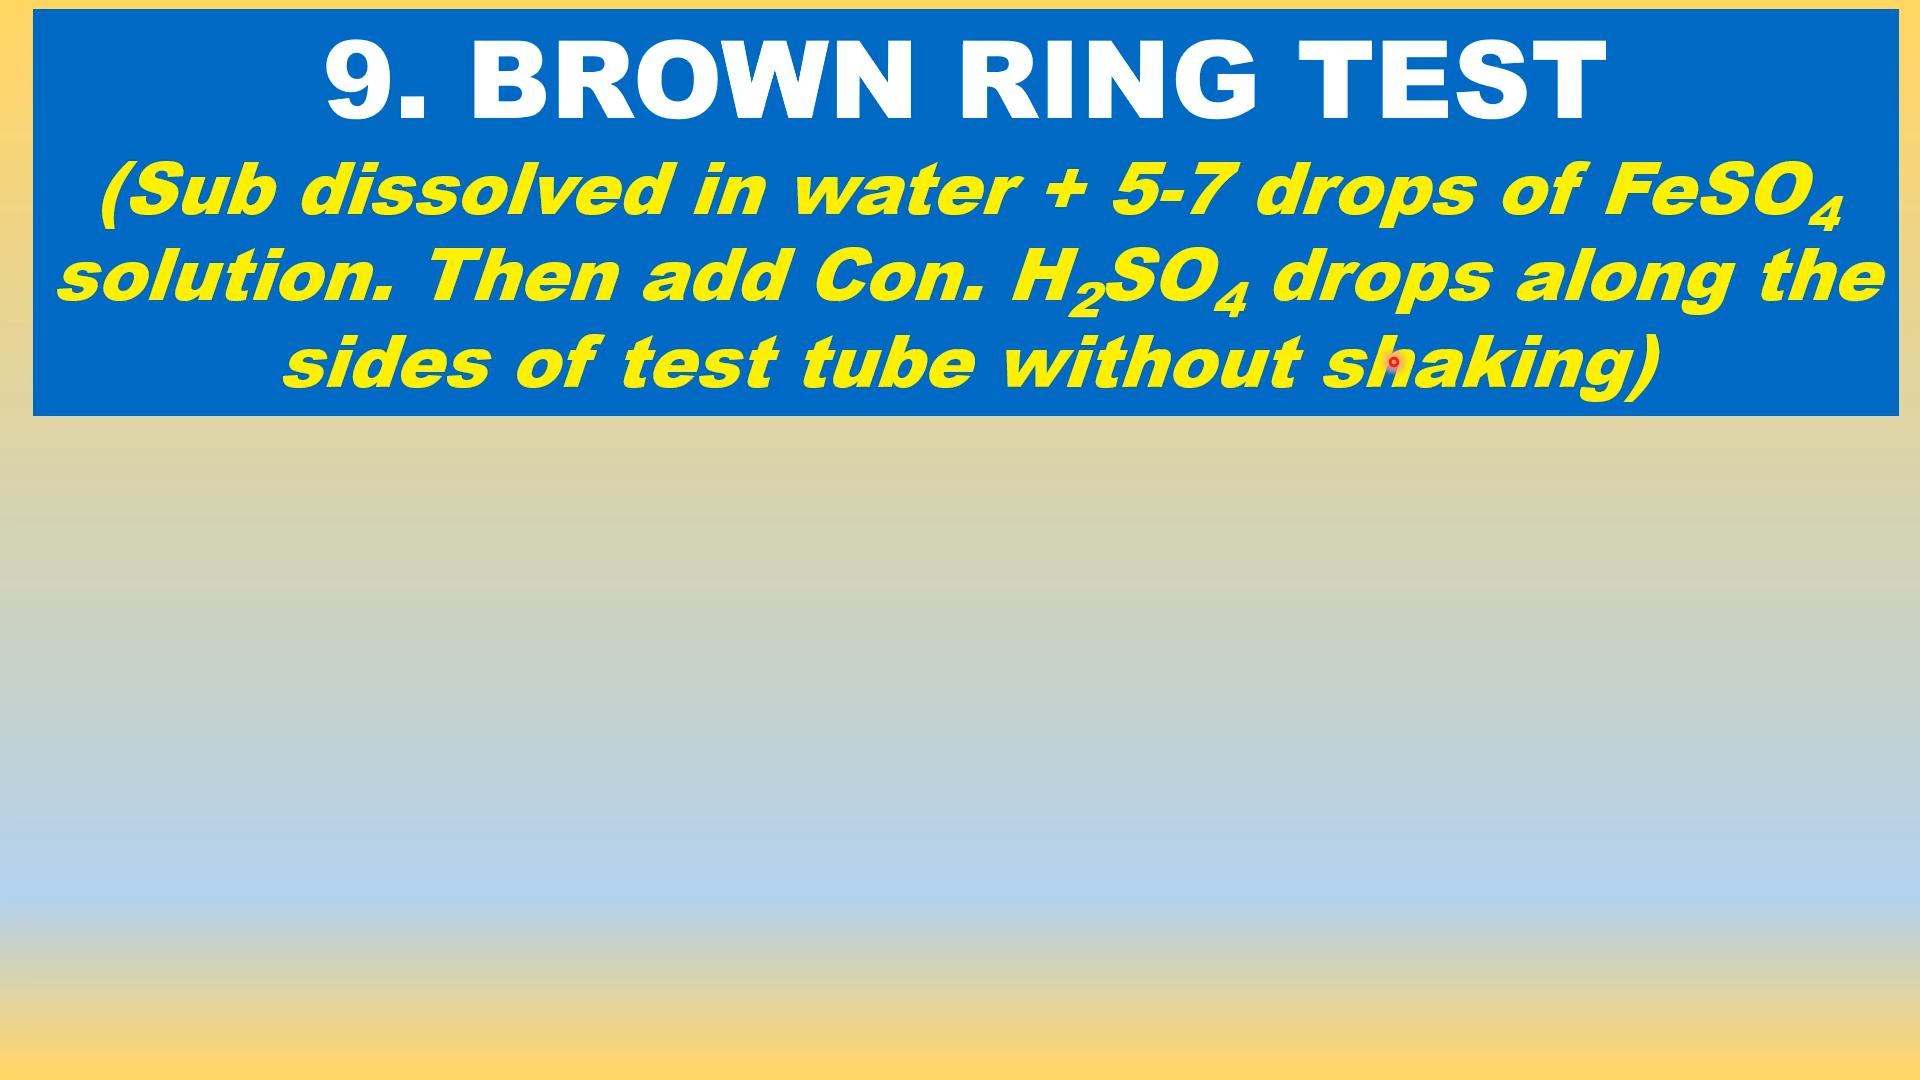 9. BROWN RING TEST
(Sub dissolved in water + 5-7 drops of FeSO₄
solution. Then add Con. H₂SO₄ drops along the
sides of test tube without shaking)